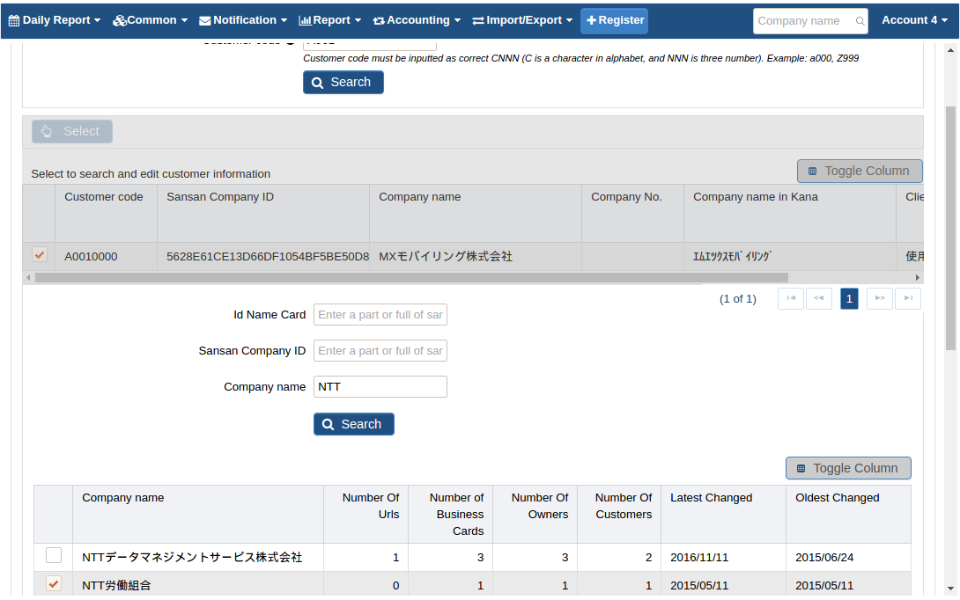 Daily Report Common Notification Report Accounting Import/Export Register Company name Account 4
Customer code must be inputted as correct CNNN (C is a character in alphabet, and NNN is three number). Example: a000, Z999
Search
Select
Select to search and edit customer information Toggle Column
Customer code Sansan Company ID Company name Company No. Company name in Kana Clie
A0010000 5628E61CE13D66DF1054BF5BE50D8 MXモバイリング株式会社 ｴﾑｴｯｸｽﾓﾊﾞｲﾘﾝｸﾞ 使用
(1 of 1) 1
Id Name Card Enter a part or full of sar
Sansan Company ID Enter a part or full of sar
Company name NTT
Search
Toggle Column
Company name Number Of Urls Number of Business Cards Number Of Owners Number Of Customers Latest Changed Oldest Changed
NTTデータマネジメントサービス株式会社 1 3 3 2 2016/11/11 2015/06/24
NTT労働組合 0 1 1 1 2015/05/11 2015/05/11